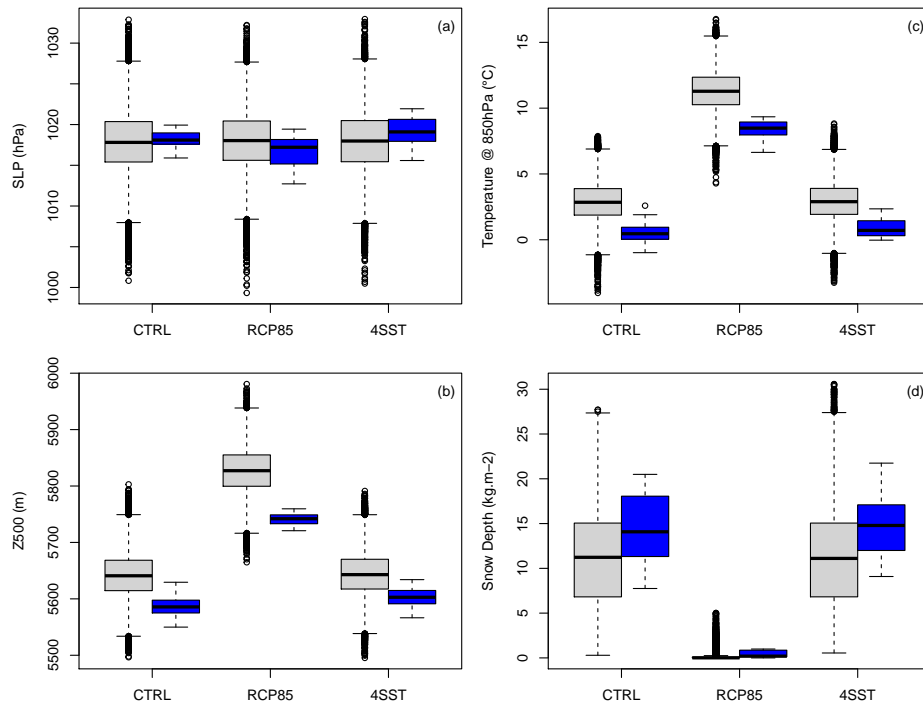 (a)
SLP (hPa)
1030
1020
1010
1000
CTRL
RCP85
4SST
(c)
Temperature @ 850hPa (°C)
15
10
5
0
CTRL
RCP85
4SST
(b)
Z500 (m)
6000
5900
5800
5700
5600
5500
CTRL
RCP85
4SST
(d)
Snow Depth (kg.m−2)
30
25
20
15
10
5
0
CTRL
RCP85
4SST